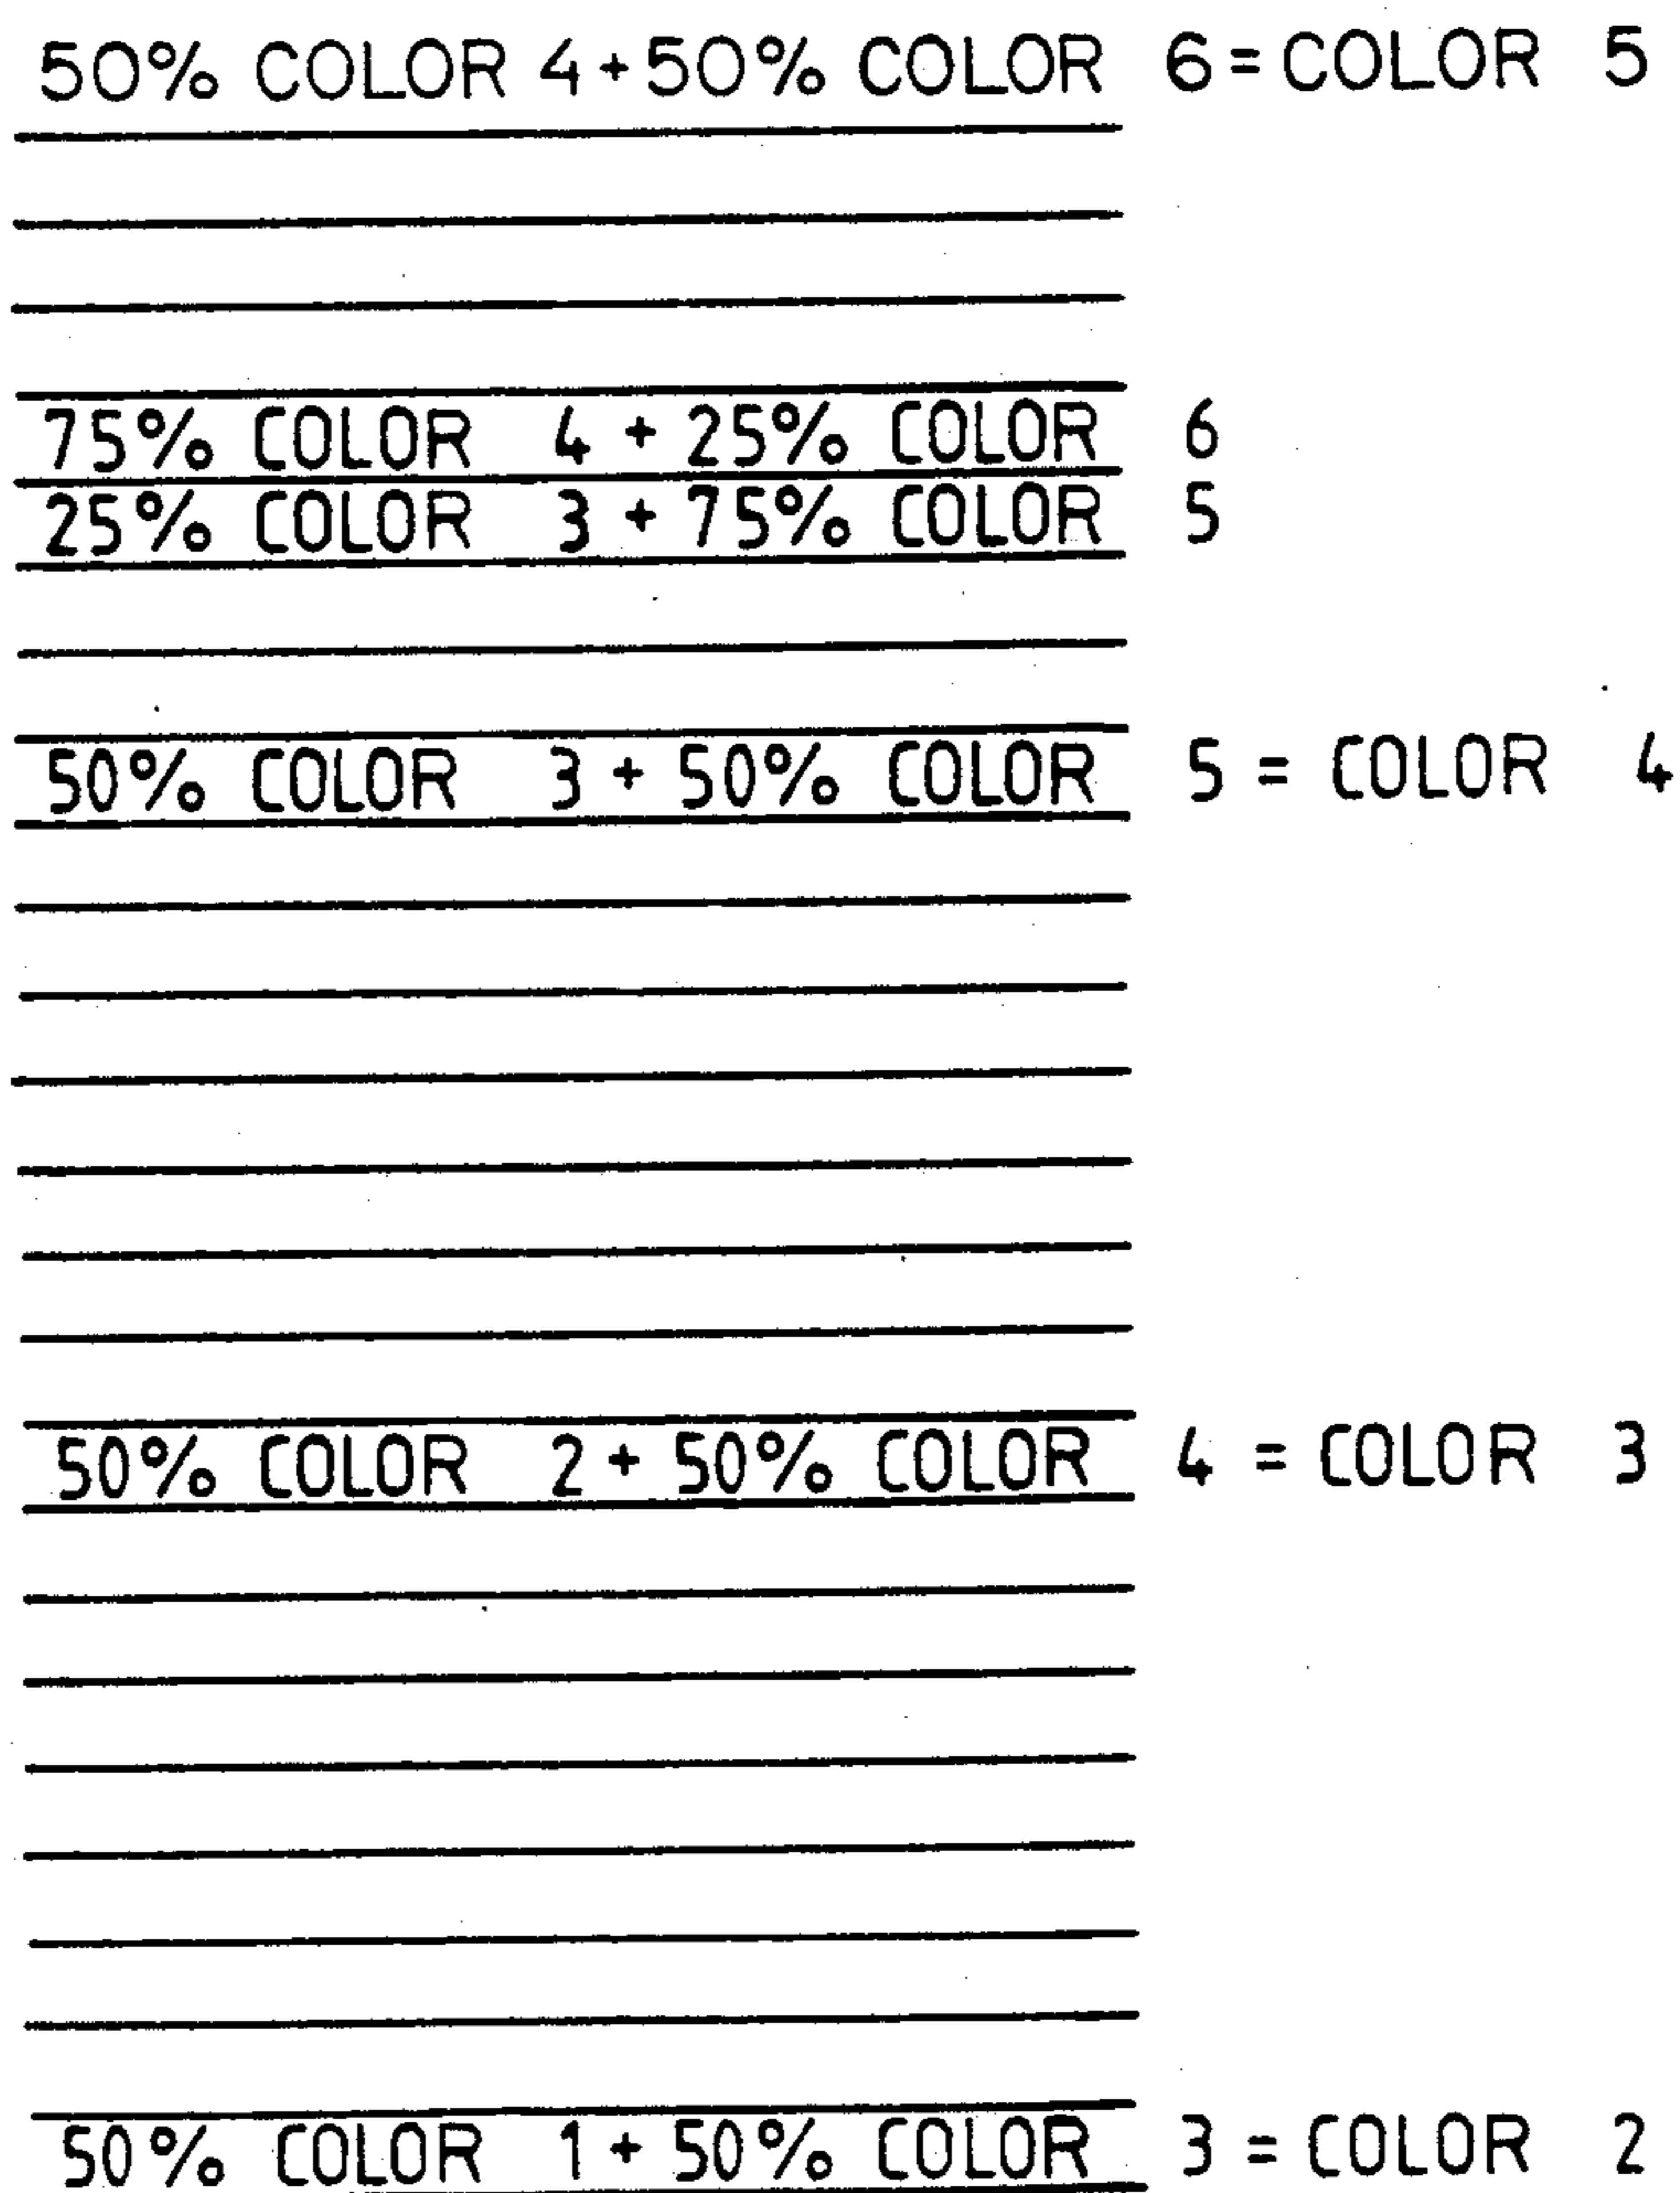 50% COLOR 4 + 50% COLOR 6 = COLOR 5
75% COLOR 4 + 25% COLOR 6
25% COLOR 3 + 75% COLOR 5
50% COLOR 3 + 50% COLOR 5 = COLOR 4
50% COLOR 2 + 50% COLOR 4 = COLOR 3
50% COLOR 1 + 50% COLOR 3 = COLOR 2